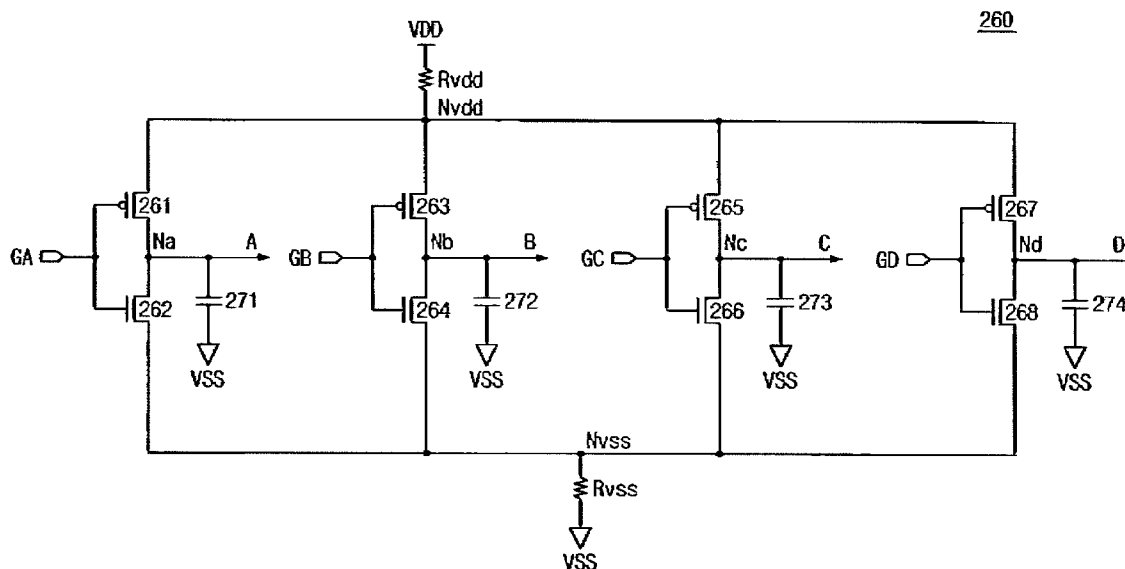 260
VDD
Rvdd
Nvdd
261
263
265
267
GA
Na
A
GB
Nb
B
GC
Nc
C
GD
Nd
D
262
271
264
272
266
273
268
274
VSS
VSS
VSS
VSS
Nvss
Rvss
VSS